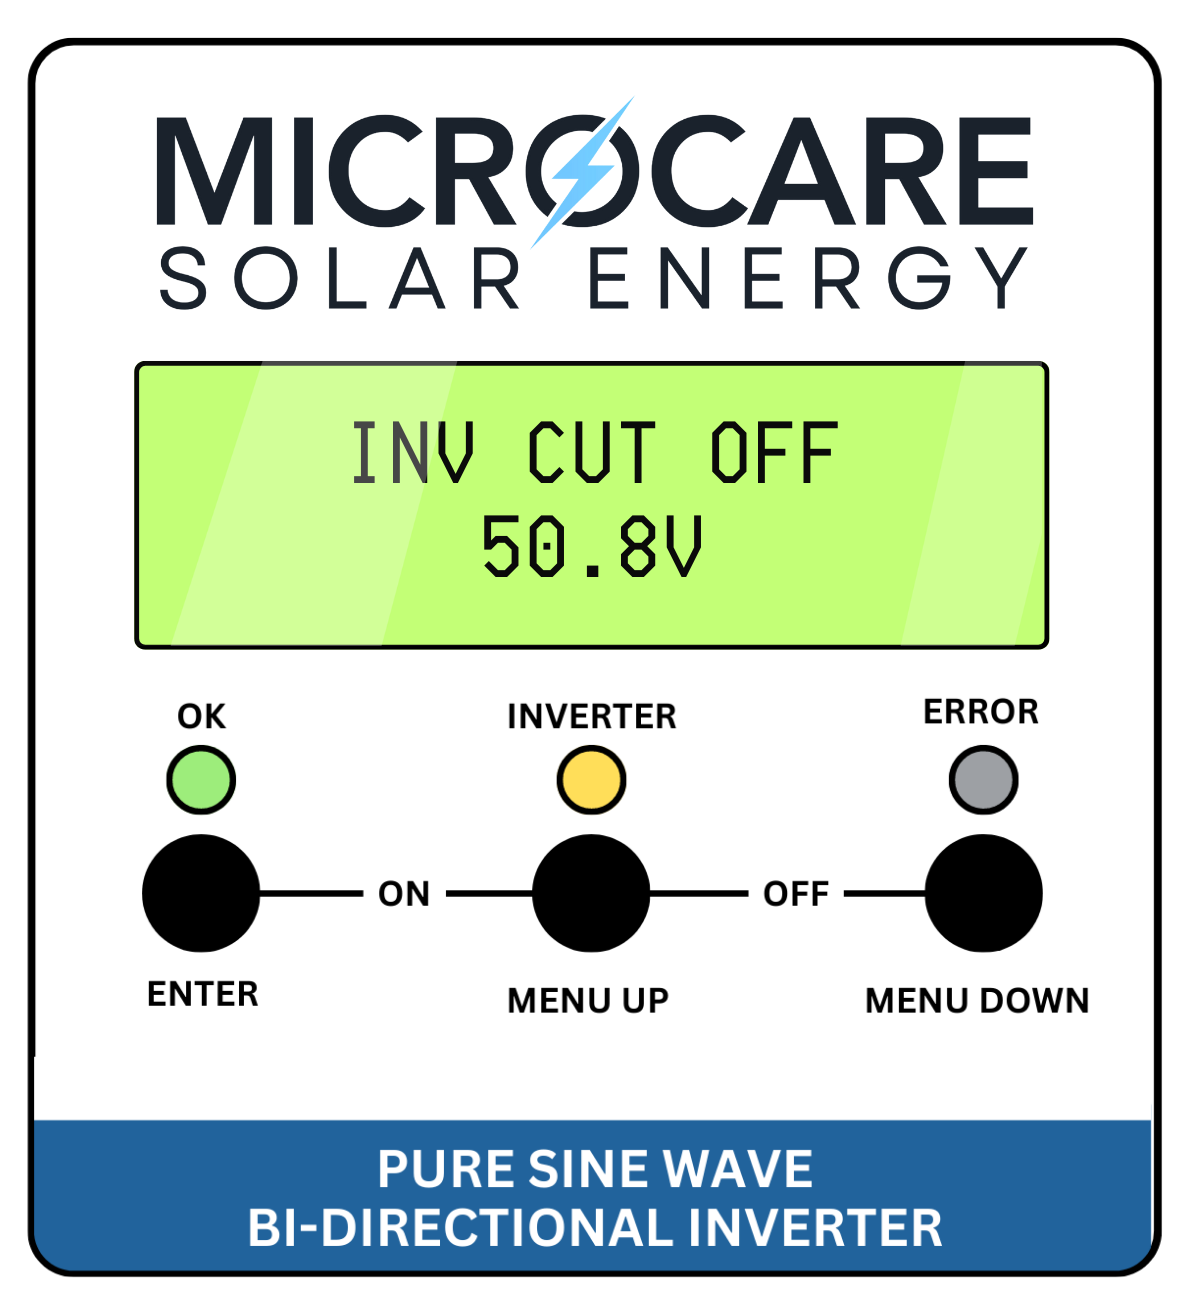 MICROCARE
SOLAR ENERGY
INV CUT OFF
50.8V
OK INVERTER ERROR
ON OFF
ENTER MENU UP MENU DOWN
PURE SINE WAVE
BI-DIRECTIONAL INVERTER